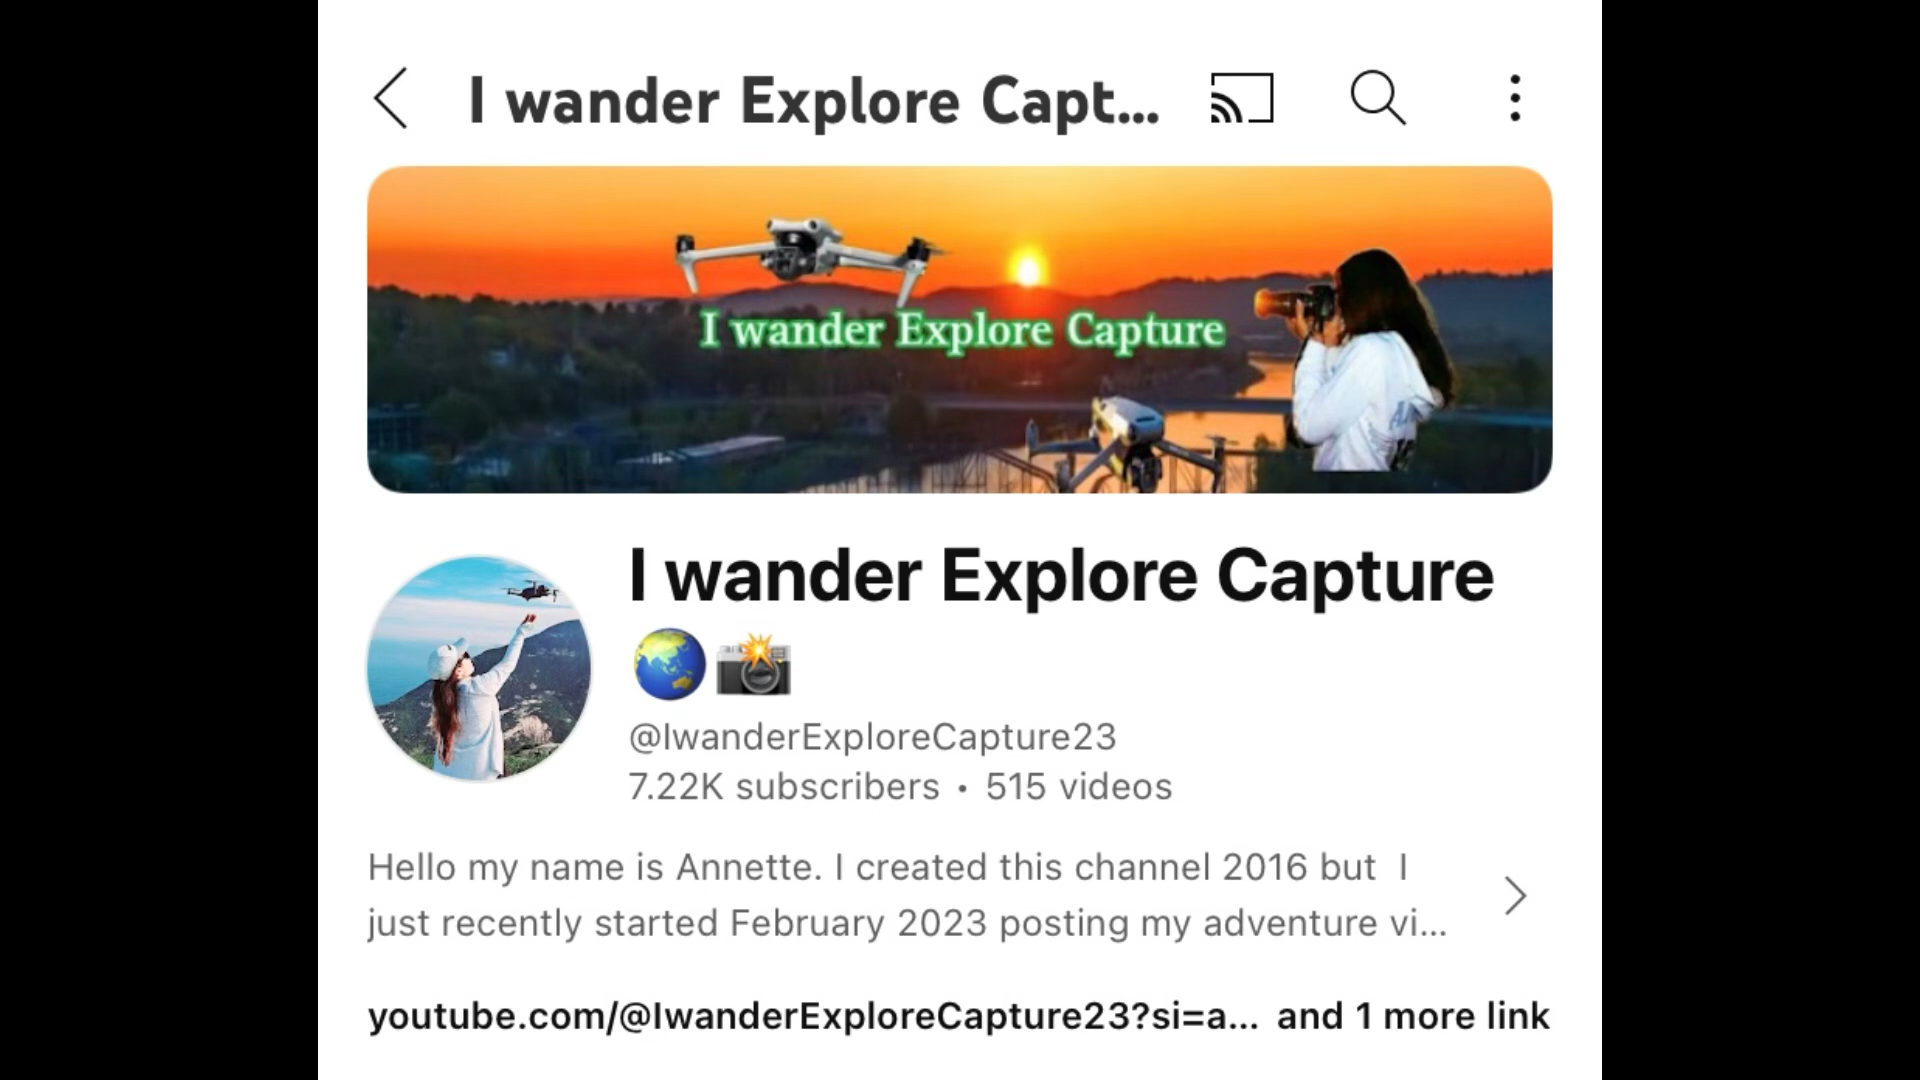 I wander Explore Capt...
I wander Explore Capture
I wander Explore Capture
🌏📸
@IwanderExploreCapture23
7.22K subscribers • 515 videos
Hello my name is Annette. I created this channel 2016 but I
just recently started February 2023 posting my adventure vi...
youtube.com/@IwanderExploreCapture23?si=a... and 1 more link